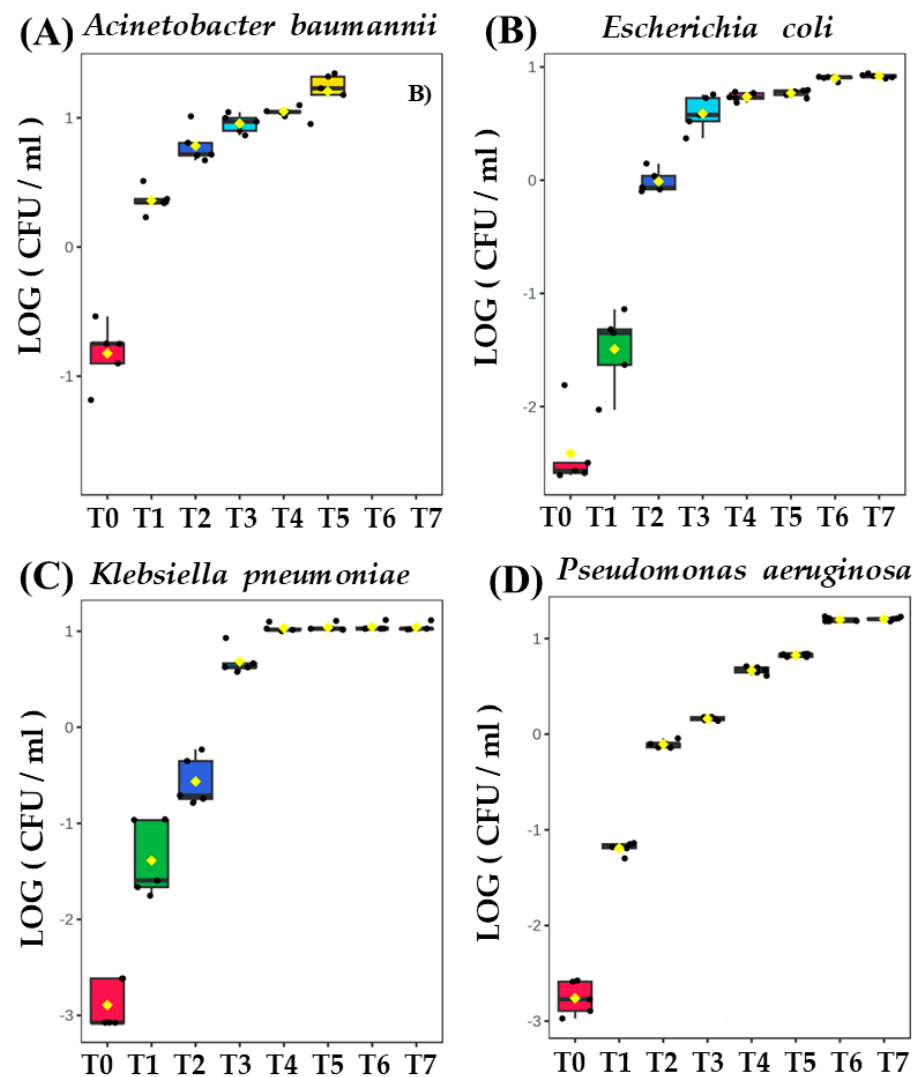 (A) Acinetobacter baumannii
B)
LOG ( CFU / ml )
1
0
-1
T0 T1 T2 T3 T4 T5 T6 T7
(B) Escherichia coli
LOG ( CFU / ml )
1
0
-1
-2
T0 T1 T2 T3 T4 T5 T6 T7
(C) Klebsiella pneumoniae
LOG ( CFU / ml )
1
0
-1
-2
-3
T0 T1 T2 T3 T4 T5 T6 T7
(D) Pseudomonas aeruginosa
LOG ( CFU / ml )
1
0
-1
-2
-3
T0 T1 T2 T3 T4 T5 T6 T7